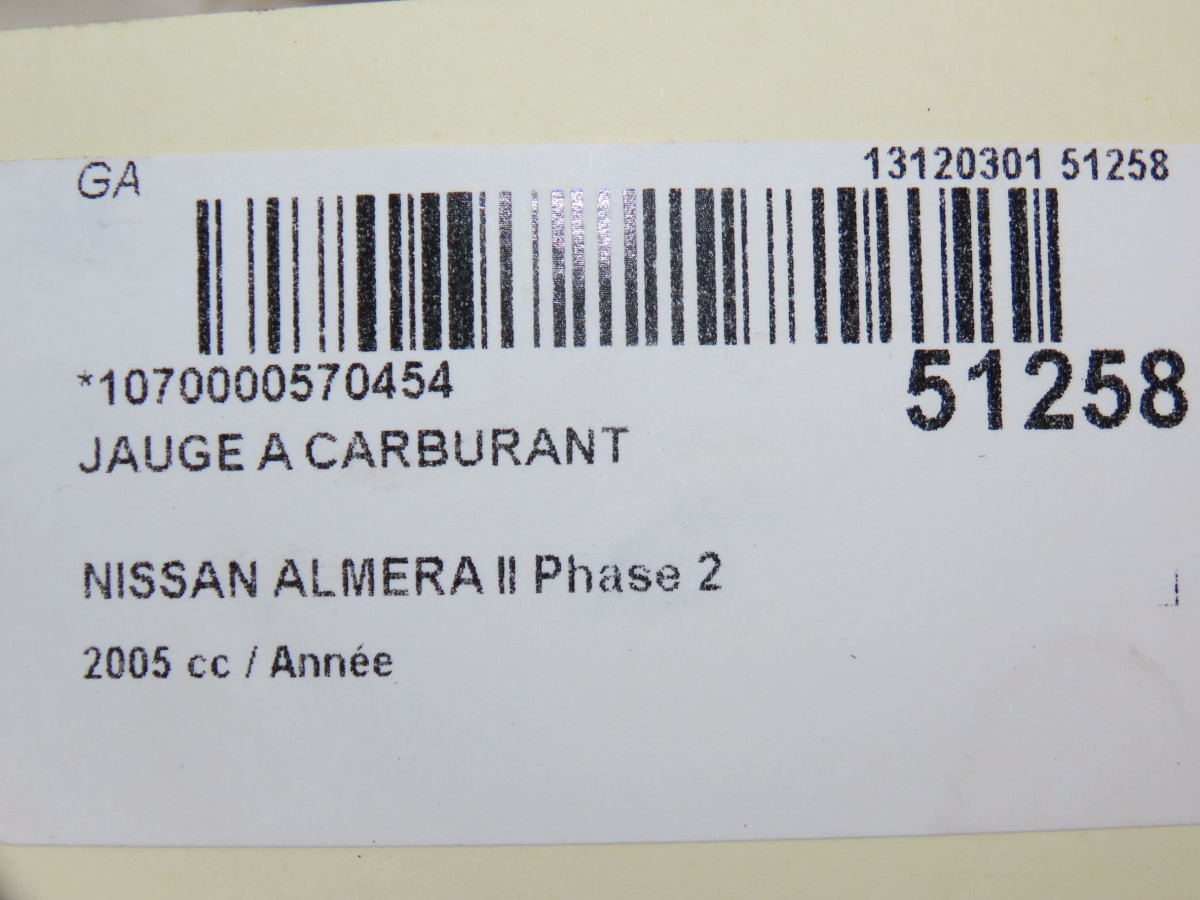 GA
13120301 51258
*1070000570454
51258
JAUGE A CARBURANT
NISSAN ALMERA II Phase 2
2005 cc / Année